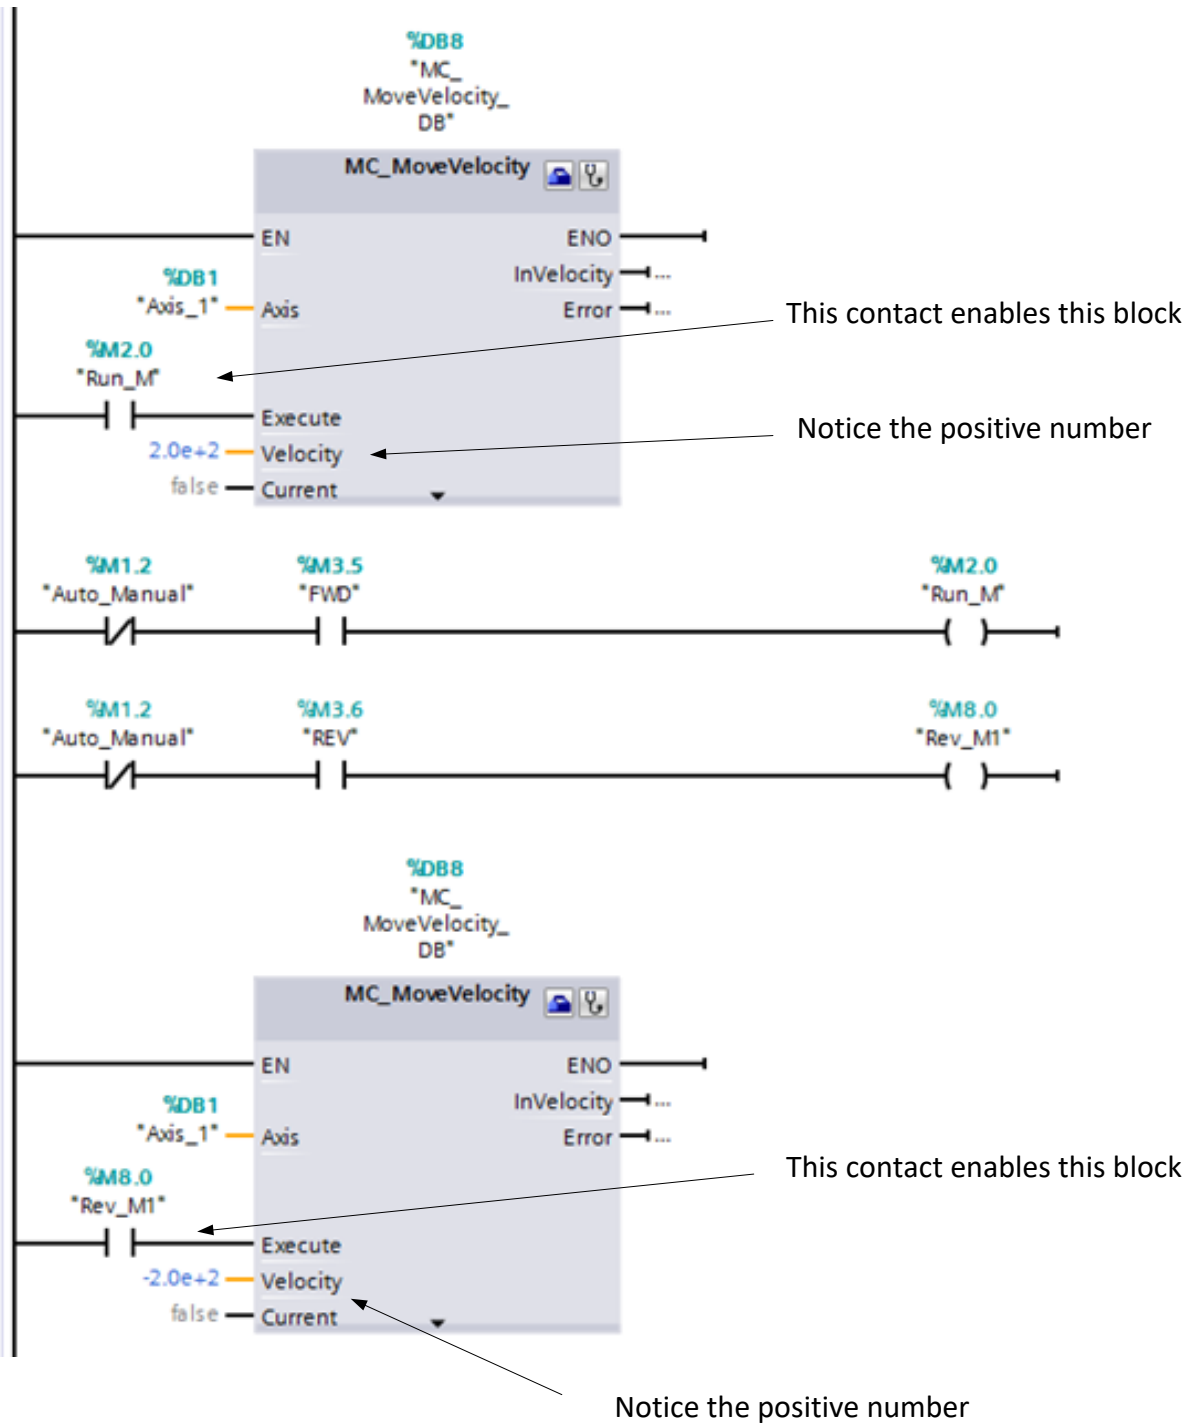 %DB8
"MC_
MoveVelocity_
DB"
MC_MoveVelocity
EN ENO
InVelocity ...
%DB1
"Axis_1" Axis Error ...
This contact enables this block
%M2.0
"Run_M"
Execute
Notice the positive number
2.0e+2 Velocity
false Current
%M1.2 %M3.5 %M2.0
"Auto_Manual" "FWD" "Run_M"
%M1.2 %M3.6 %M8.0
"Auto_Manual" "REV" "Rev_M1"
%DB8
"MC_
MoveVelocity_
DB"
MC_MoveVelocity
EN ENO
InVelocity ...
%DB1
"Axis_1" Axis Error ...
This contact enables this block
%M8.0
"Rev_M1"
Execute
-2.0e+2 Velocity
false Current
Notice the positive number